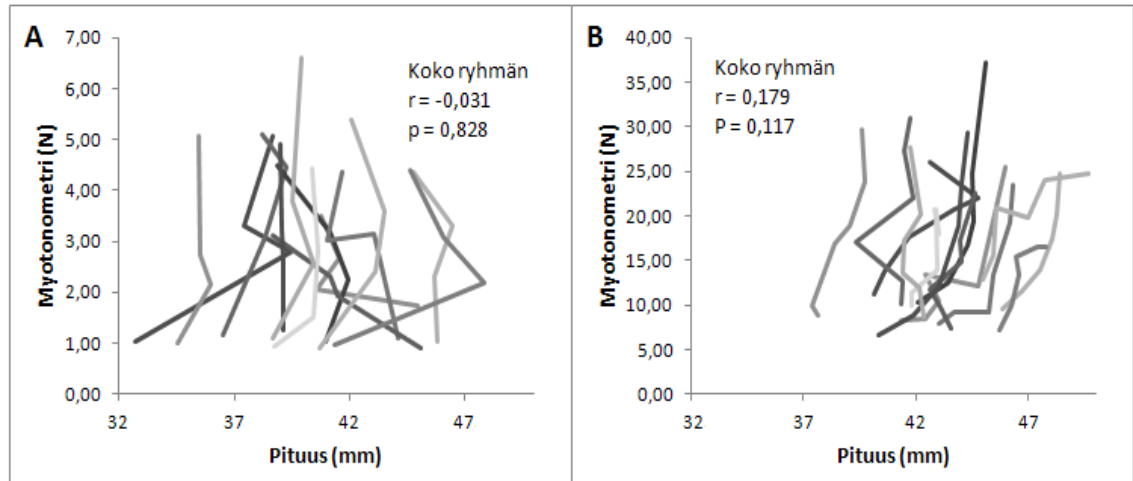 A
7,00
6,00
5,00
4,00
3,00
2,00
1,00
0,00
Myotonometri (N)
Koko ryhmän
r = -0,031
p = 0,828
32 37 42 47
Pituus (mm)
B
40,00
35,00
30,00
25,00
20,00
15,00
10,00
5,00
0,00
Myotonometri (N)
Koko ryhmän
r = 0,179
P = 0,117
32 37 42 47
Pituus (mm)